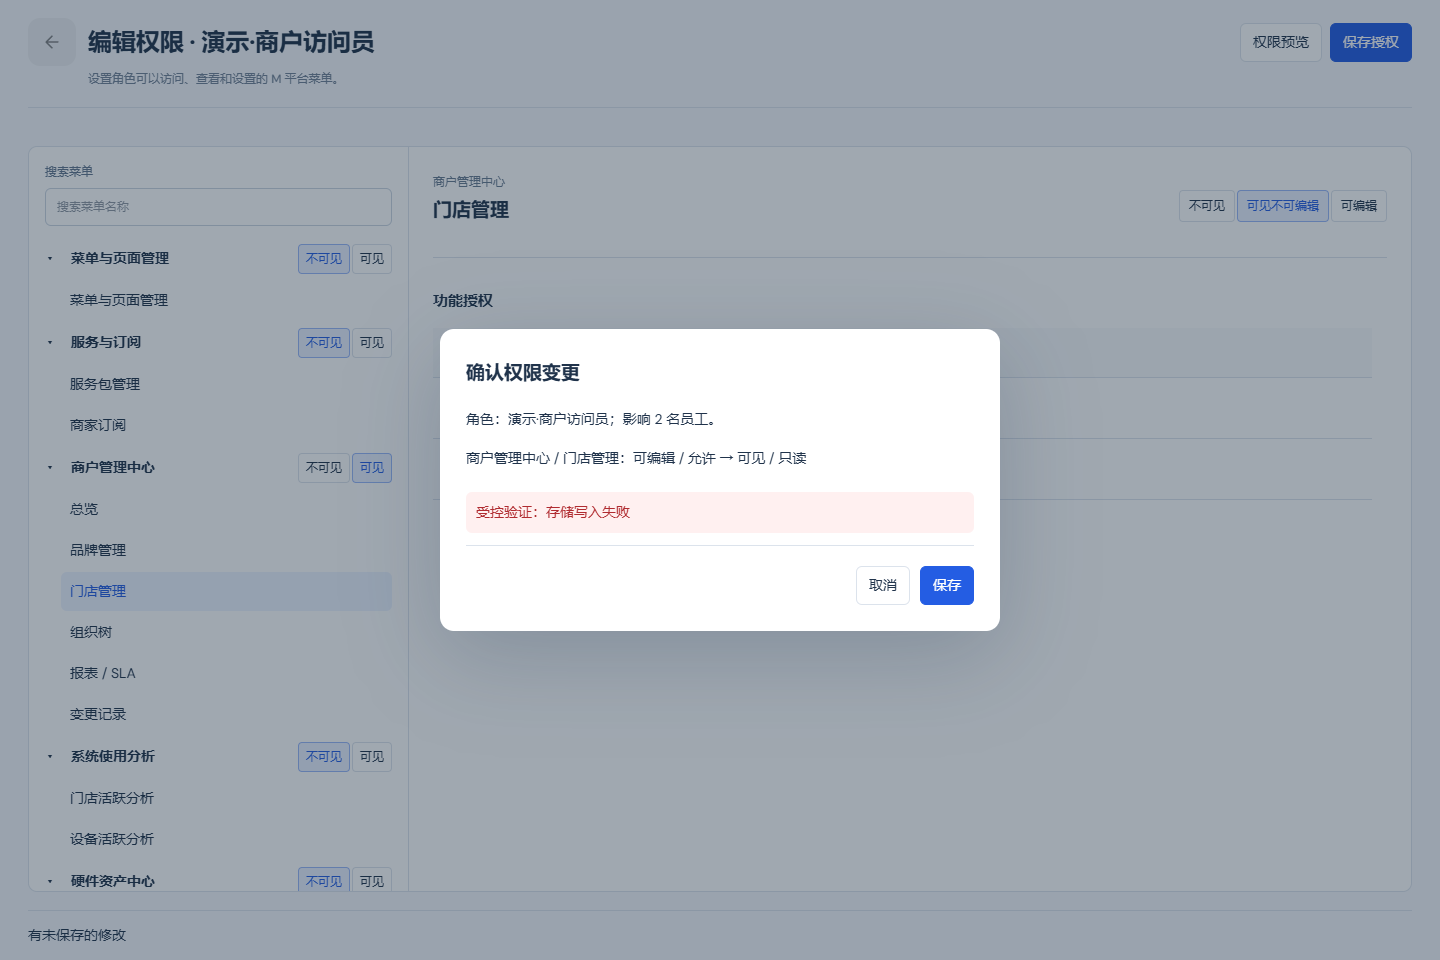 编辑权限 · 演示·商户访问员
设置角色可以访问、查看和设置的 M 平台菜单。
权限预览
保存授权
搜索菜单
搜索菜单名称
菜单与页面管理
不可见
可见
菜单与页面管理
服务与订阅
不可见
可见
服务包管理
商家订阅
商户管理中心
不可见
可见
总览
品牌管理
门店管理
组织树
报表 / SLA
变更记录
系统使用分析
不可见
可见
门店活跃分析
设备活跃分析
硬件资产中心
不可见
可见
商户管理中心
门店管理
不可见
可见不可编辑
可编辑
功能授权
确认权限变更
角色：演示·商户访问员；影响 2 名员工。
商户管理中心 / 门店管理：可编辑 / 允许 → 可见 / 只读
受控验证：存储写入失败
取消
保存
有未保存的修改